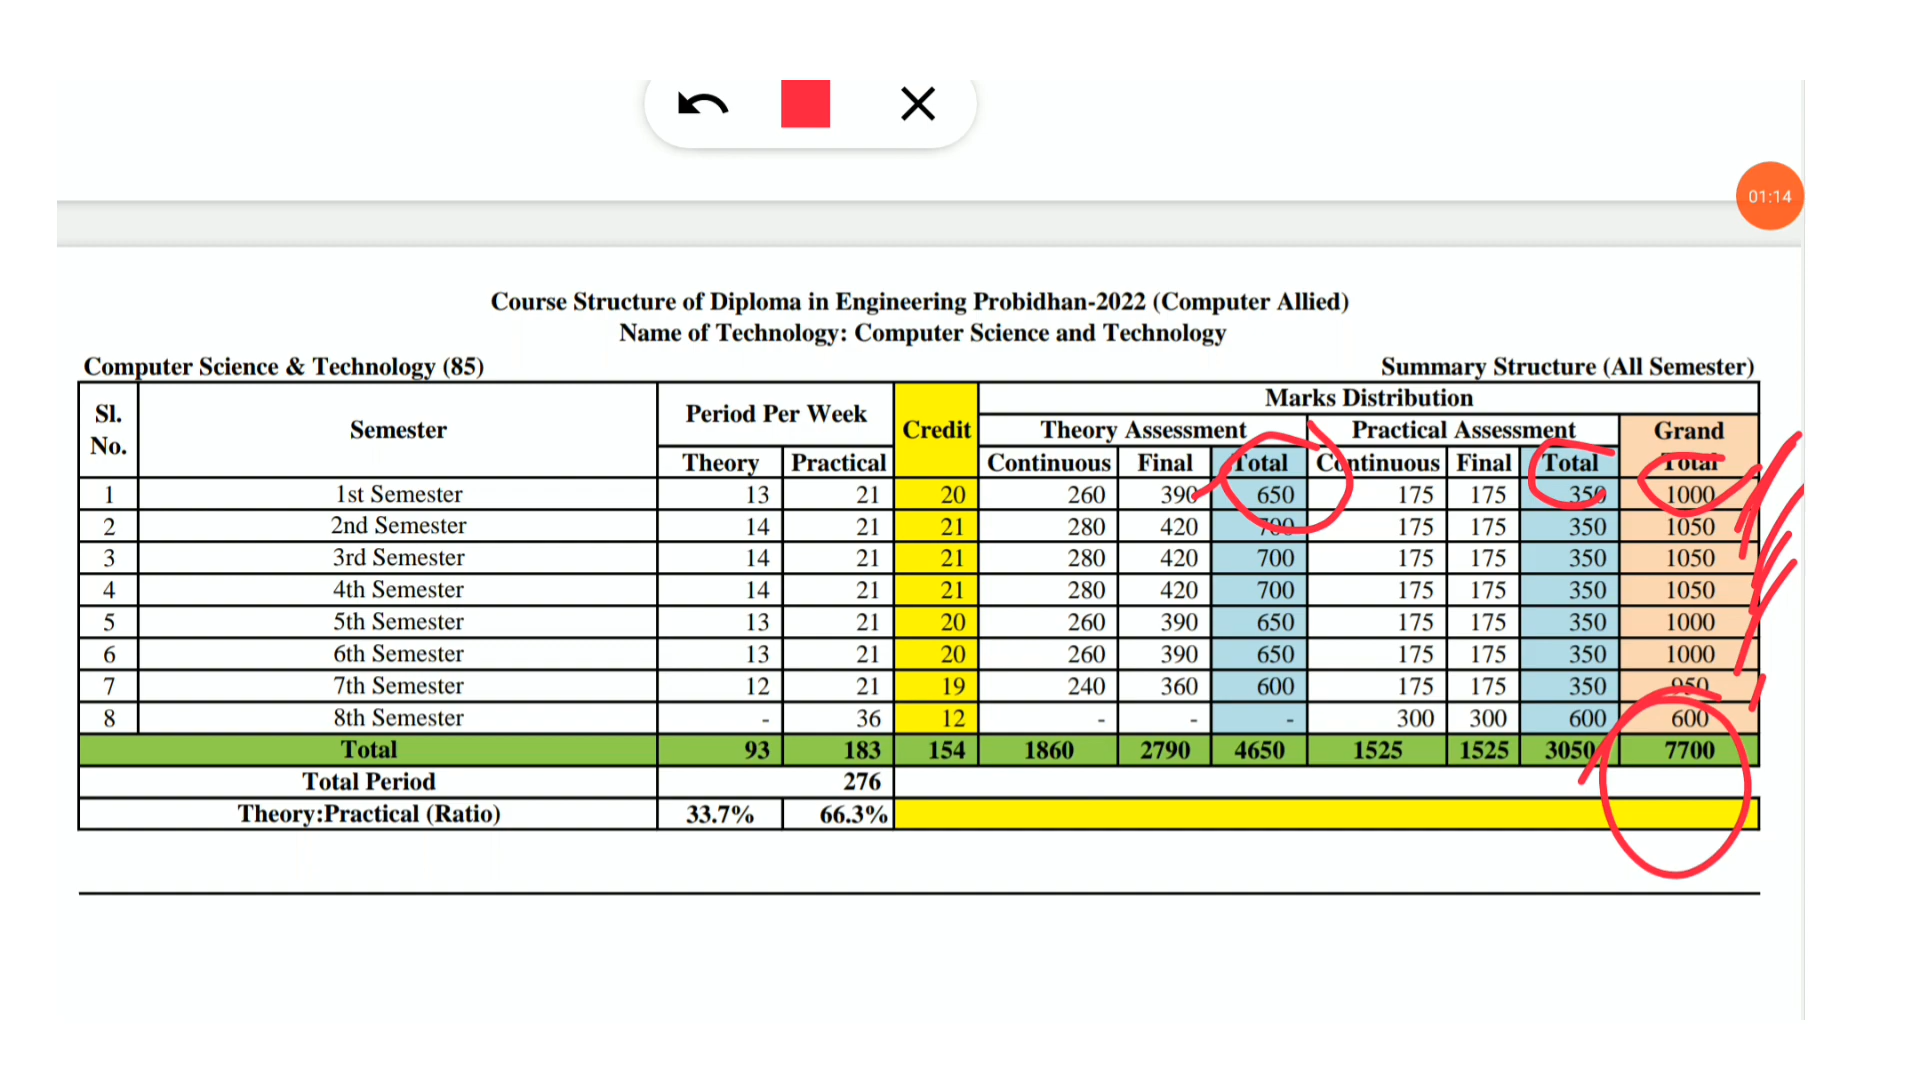 01:14
Course Structure of Diploma in Engineering Probidhan-2022 (Computer Allied)
Name of Technology: Computer Science and Technology
Computer Science & Technology (85) Summary Structure (All Semester)
Sl. No. Semester Period Per Week Credit Marks Distribution
Theory Assessment Practical Assessment Grand Total
Theory Practical Continuous Final Total Continuous Final Total
1 1st Semester 13 21 20 260 390 650 175 175 350 1000
2 2nd Semester 14 21 21 280 420 700 175 175 350 1050
3 3rd Semester 14 21 21 280 420 700 175 175 350 1050
4 4th Semester 14 21 21 280 420 700 175 175 350 1050
5 5th Semester 13 21 20 260 390 650 175 175 350 1000
6 6th Semester 13 21 20 260 390 650 175 175 350 1000
7 7th Semester 12 21 19 240 360 600 175 175 350 950
8 8th Semester - 36 12 - - - 300 300 600 600
Total 93 183 154 1860 2790 4650 1525 1525 3050 7700
Total Period 276
Theory:Practical (Ratio) 33.7% 66.3%